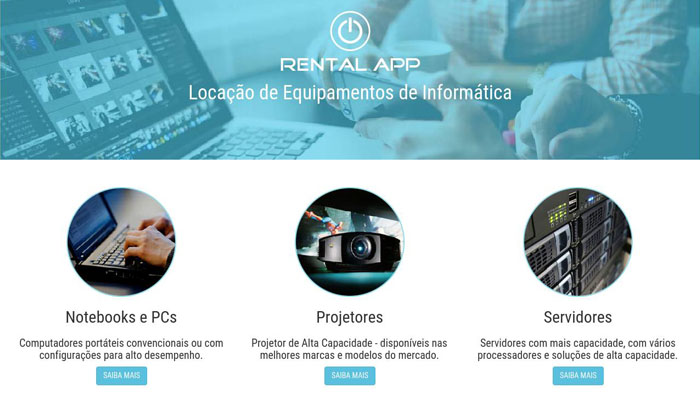 RENTAL APP
Locação de Equipamentos de Informática
Notebooks e PCs
Computadores portáteis convencionais ou com
configurações para alto desempenho.
SAIBA MAIS
Projetores
Projetor de Alta Capacidade - disponíveis nas
melhores marcas e modelos do mercado.
SAIBA MAIS
Servidores
Servidores com mais capacidade, com vários
processadores e soluções de alta capacidade.
SAIBA MAIS